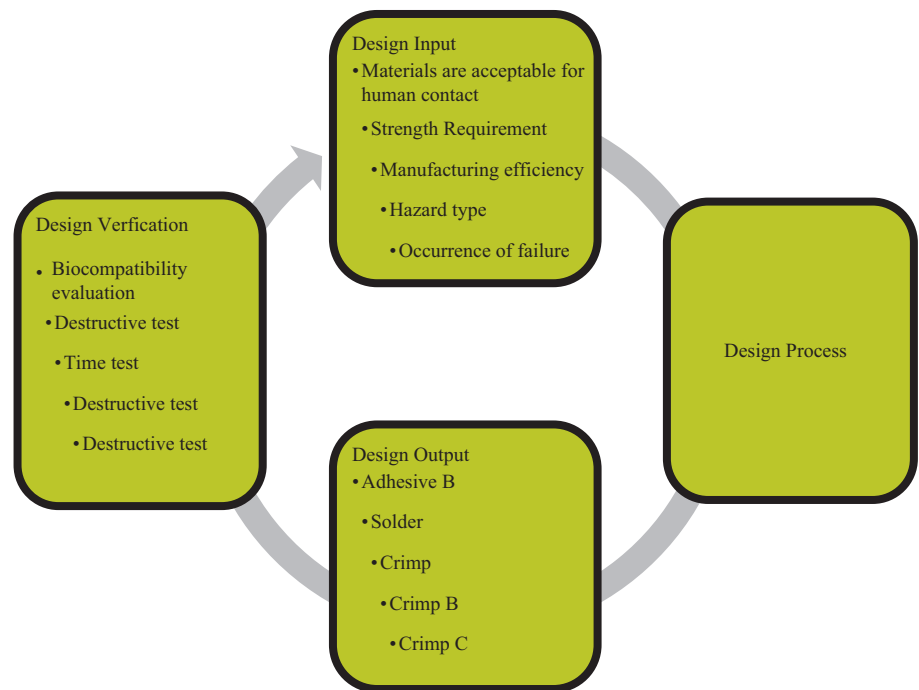 Design Input
•Materials are acceptable for
human contact
•Strength Requirement
•Manufacturing efficiency
•Hazard type
•Occurrence of failure
Design Process
Design Output
•Adhesive B
•Solder
•Crimp
•Crimp B
•Crimp C
Design Verfication
• Biocompatibility
evaluation
•Destructive test
•Time test
•Destructive test
•Destructive test